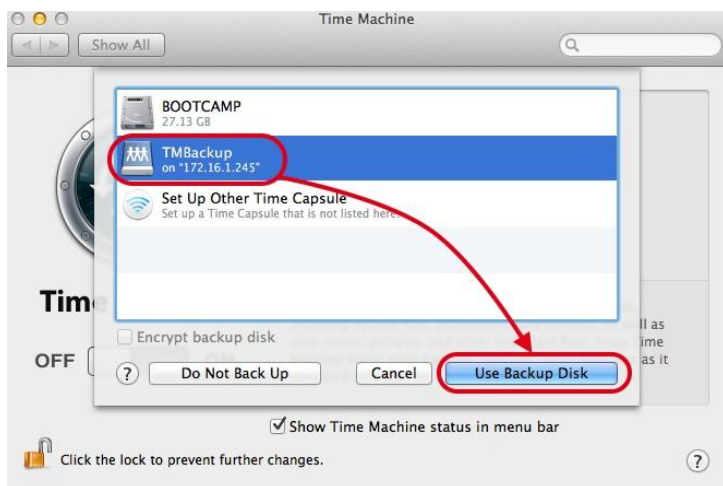 Time Machine
Show All
BOOTCAMP
27.13 GB
TMBackup
on "172.16.1.245"
Set Up Other Time Capsule
Set up a Time Capsule that is not listed here.
Time
Encrypt backup disk
ll as
ime
as it
OFF
ON
? Do Not Back Up Cancel Use Backup Disk
Show Time Machine status in menu bar
Click the lock to prevent further changes. ?